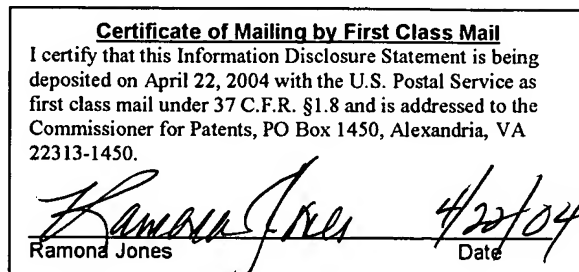 Certificate of Mailing by First Class Mail
I certify that this Information Disclosure Statement is being
deposited on April 22, 2004 with the U.S. Postal Service as
first class mail under 37 C.F.R. §1.8 and is addressed to the
Commissioner for Patents, PO Box 1450, Alexandria, VA
22313-1450.
Ramona Jones 4/22/04
Ramona Jones Date